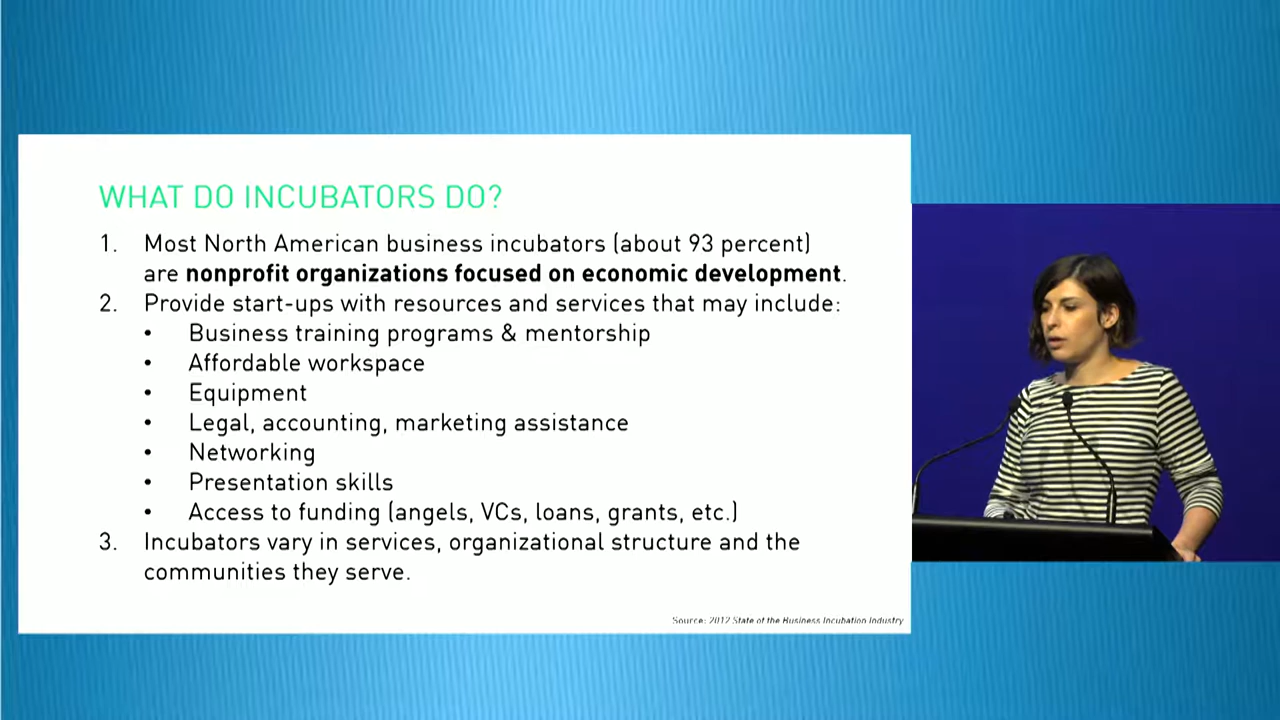 WHAT DO INCUBATORS DO?
1. Most North American business incubators (about 93 percent)
are nonprofit organizations focused on economic development.
2. Provide start-ups with resources and services that may include:
• Business training programs & mentorship
• Affordable workspace
• Equipment
• Legal, accounting, marketing assistance
• Networking
• Presentation skills
• Access to funding (angels, VCs, loans, grants, etc.)
3. Incubators vary in services, organizational structure and the
communities they serve.
Source: 2012 State of the Business Incubation Industry